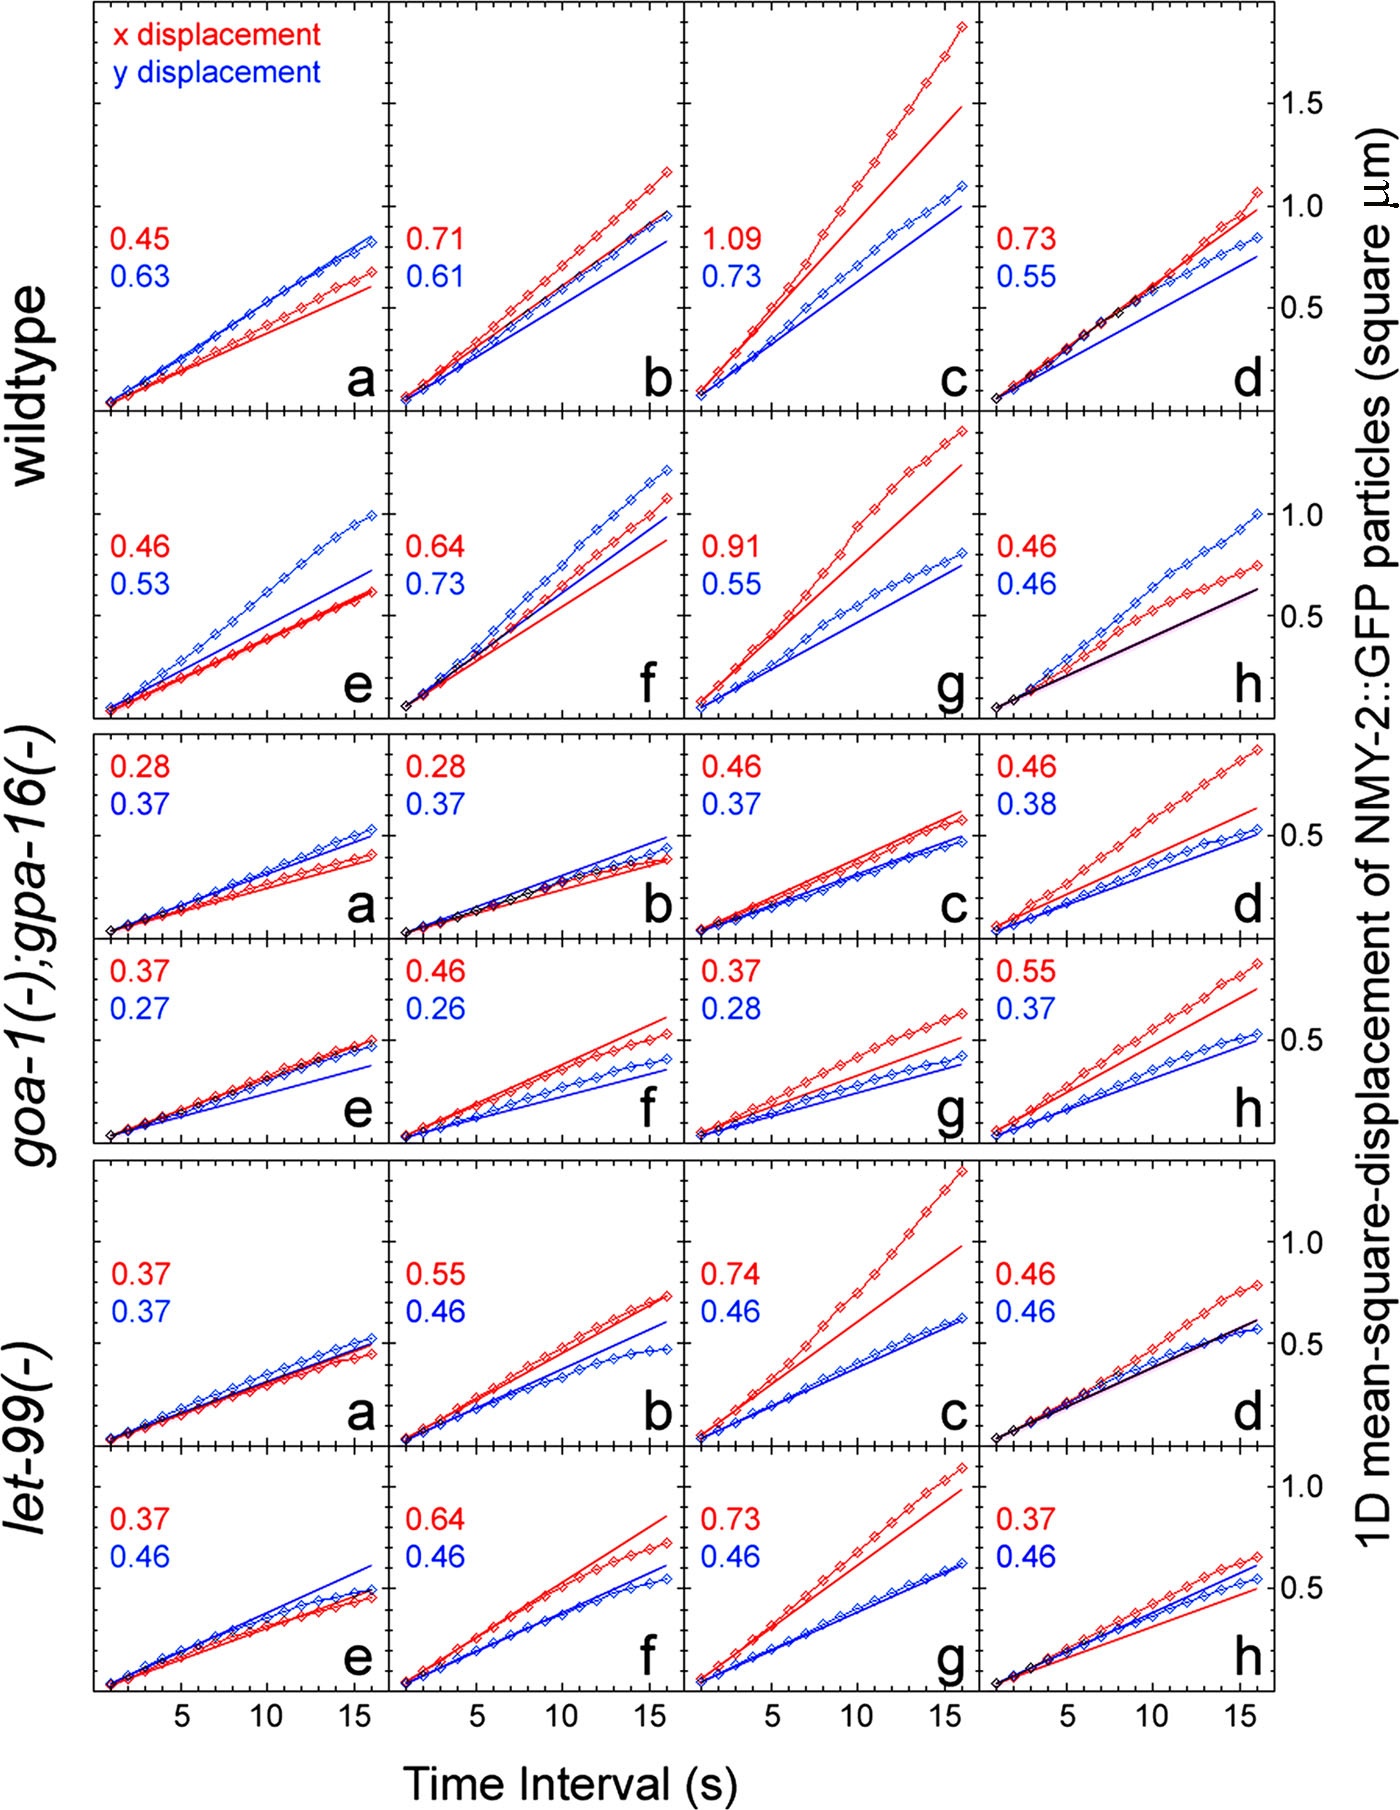 x displacement
y displacement
1.5
1.0
0.5
0.45
0.63
a
0.71
0.61
b
1.09
0.73
c
0.73
0.55
d
wildtype
1.0
0.5
0.46
0.53
e
0.64
0.73
f
0.91
0.55
g
0.46
0.46
h
goa-1(-);gpa-16(-)
0.5
0.28
0.37
a
0.28
0.37
b
0.46
0.37
c
0.46
0.38
d
0.5
0.37
0.27
e
0.46
0.26
f
0.37
0.28
g
0.55
0.37
h
let-99(-)
1.0
0.5
0.37
0.37
a
0.55
0.46
b
0.74
0.46
c
0.46
0.46
d
1.0
0.5
0.37
0.46
e
0.64
0.46
f
0.73
0.46
g
0.37
0.46
h
5 10 15 5 10 15 5 10 15 5 10 15
Time Interval (s)
1D mean-square-displacement of NMY-2::GFP particles (square µm)